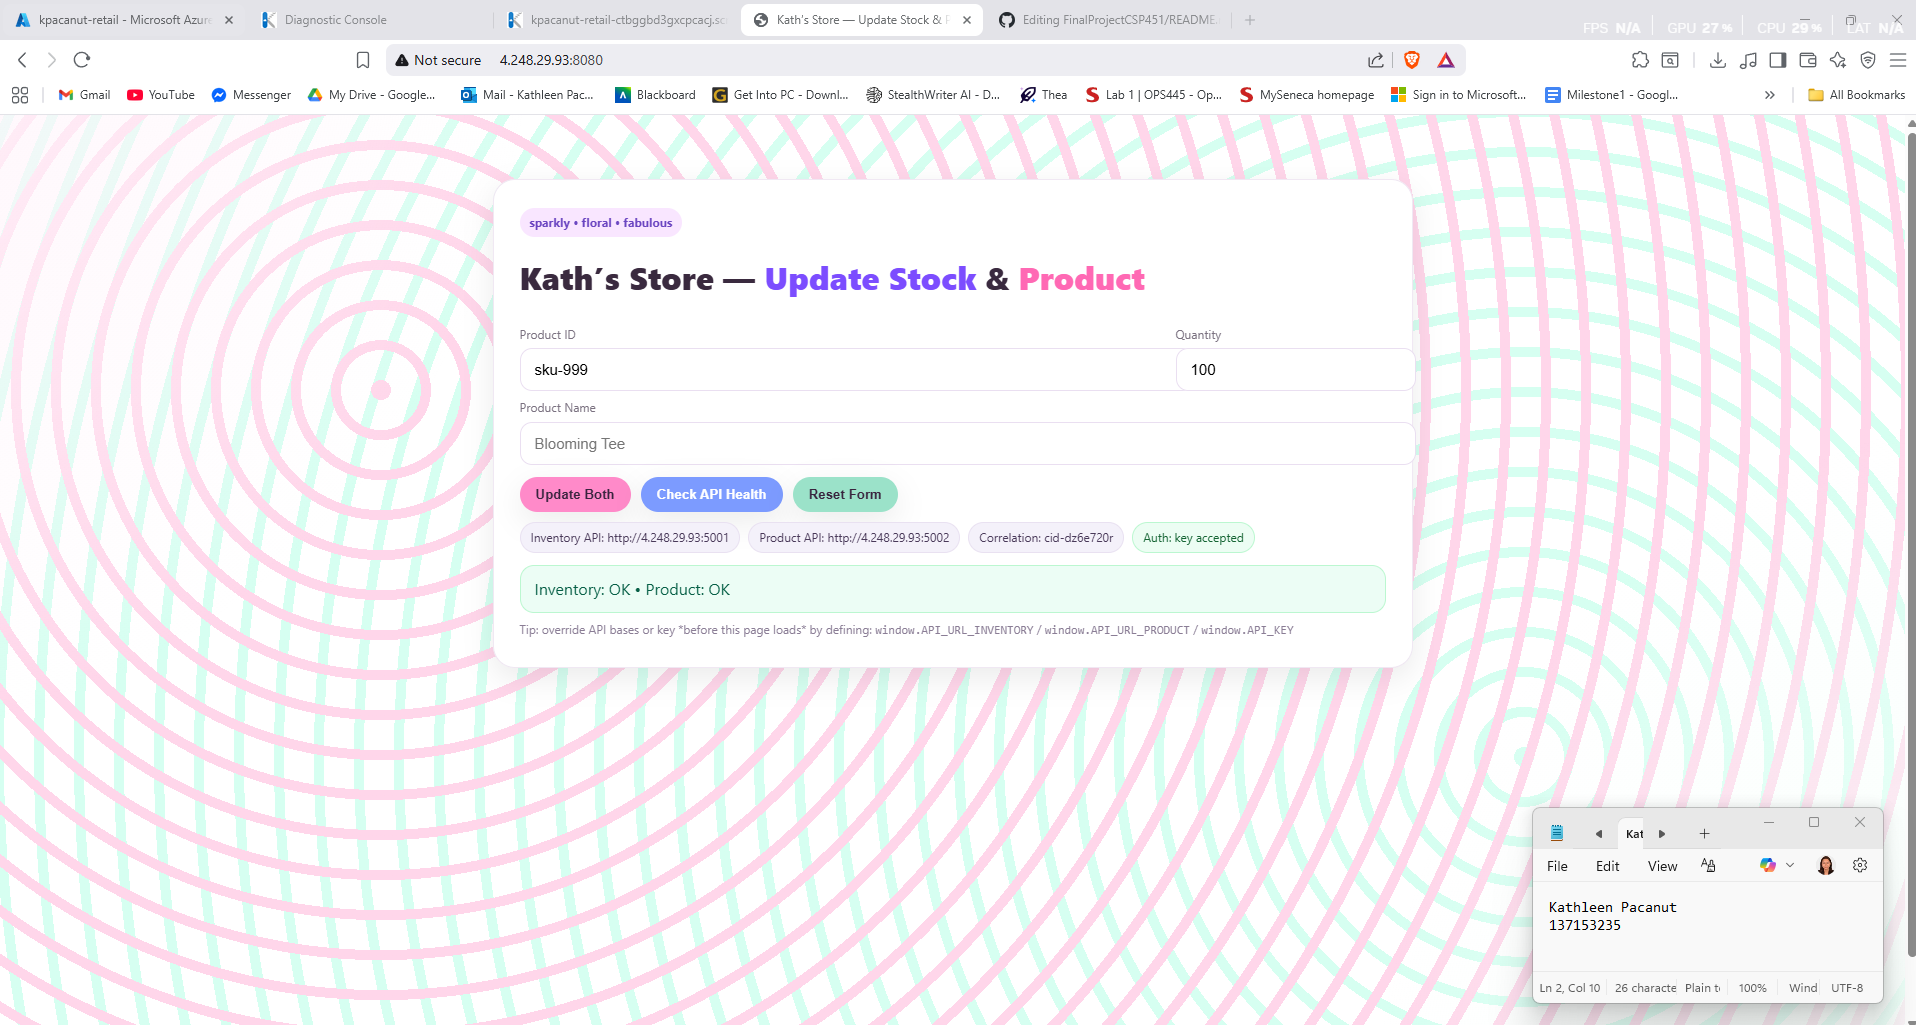 kpacanut-retail - Microsoft Azure
Diagnostic Console
kpacanut-retail-ctbggbd3gxcpcacj.sc
Kath's Store — Update Stock &
Editing FinalProjectCSP451/README.
FPS N/A GPU 27 % CPU 29 % LAT N/A
Not secure 4.248.29.93:8080
Gmail
YouTube
Messenger
My Drive - Google...
Mail - Kathleen Pac...
Blackboard
Get Into PC - Downl...
StealthWriter AI - D...
Thea
Lab 1 | OPS445 - Op...
MySeneca homepage
Sign in to Microsoft...
Milestone1 - Googl...
All Bookmarks
sparkly • floral • fabulous
Kath’s Store — Update Stock & Product
Product ID Quantity
sku-999 100
Product Name
Blooming Tee
Update Both Check API Health Reset Form
Inventory API: http://4.248.29.93:5001 Product API: http://4.248.29.93:5002 Correlation: cid-dz6e720r Auth: key accepted
Inventory: OK • Product: OK
Tip: override API bases or key *before this page loads* by defining: window.API_URL_INVENTORY / window.API_URL_PRODUCT / window.API_KEY
Kat
File Edit View
Kathleen Pacanut
137153235
Ln 2, Col 10 26 characte Plain t 100% Wind UTF-8